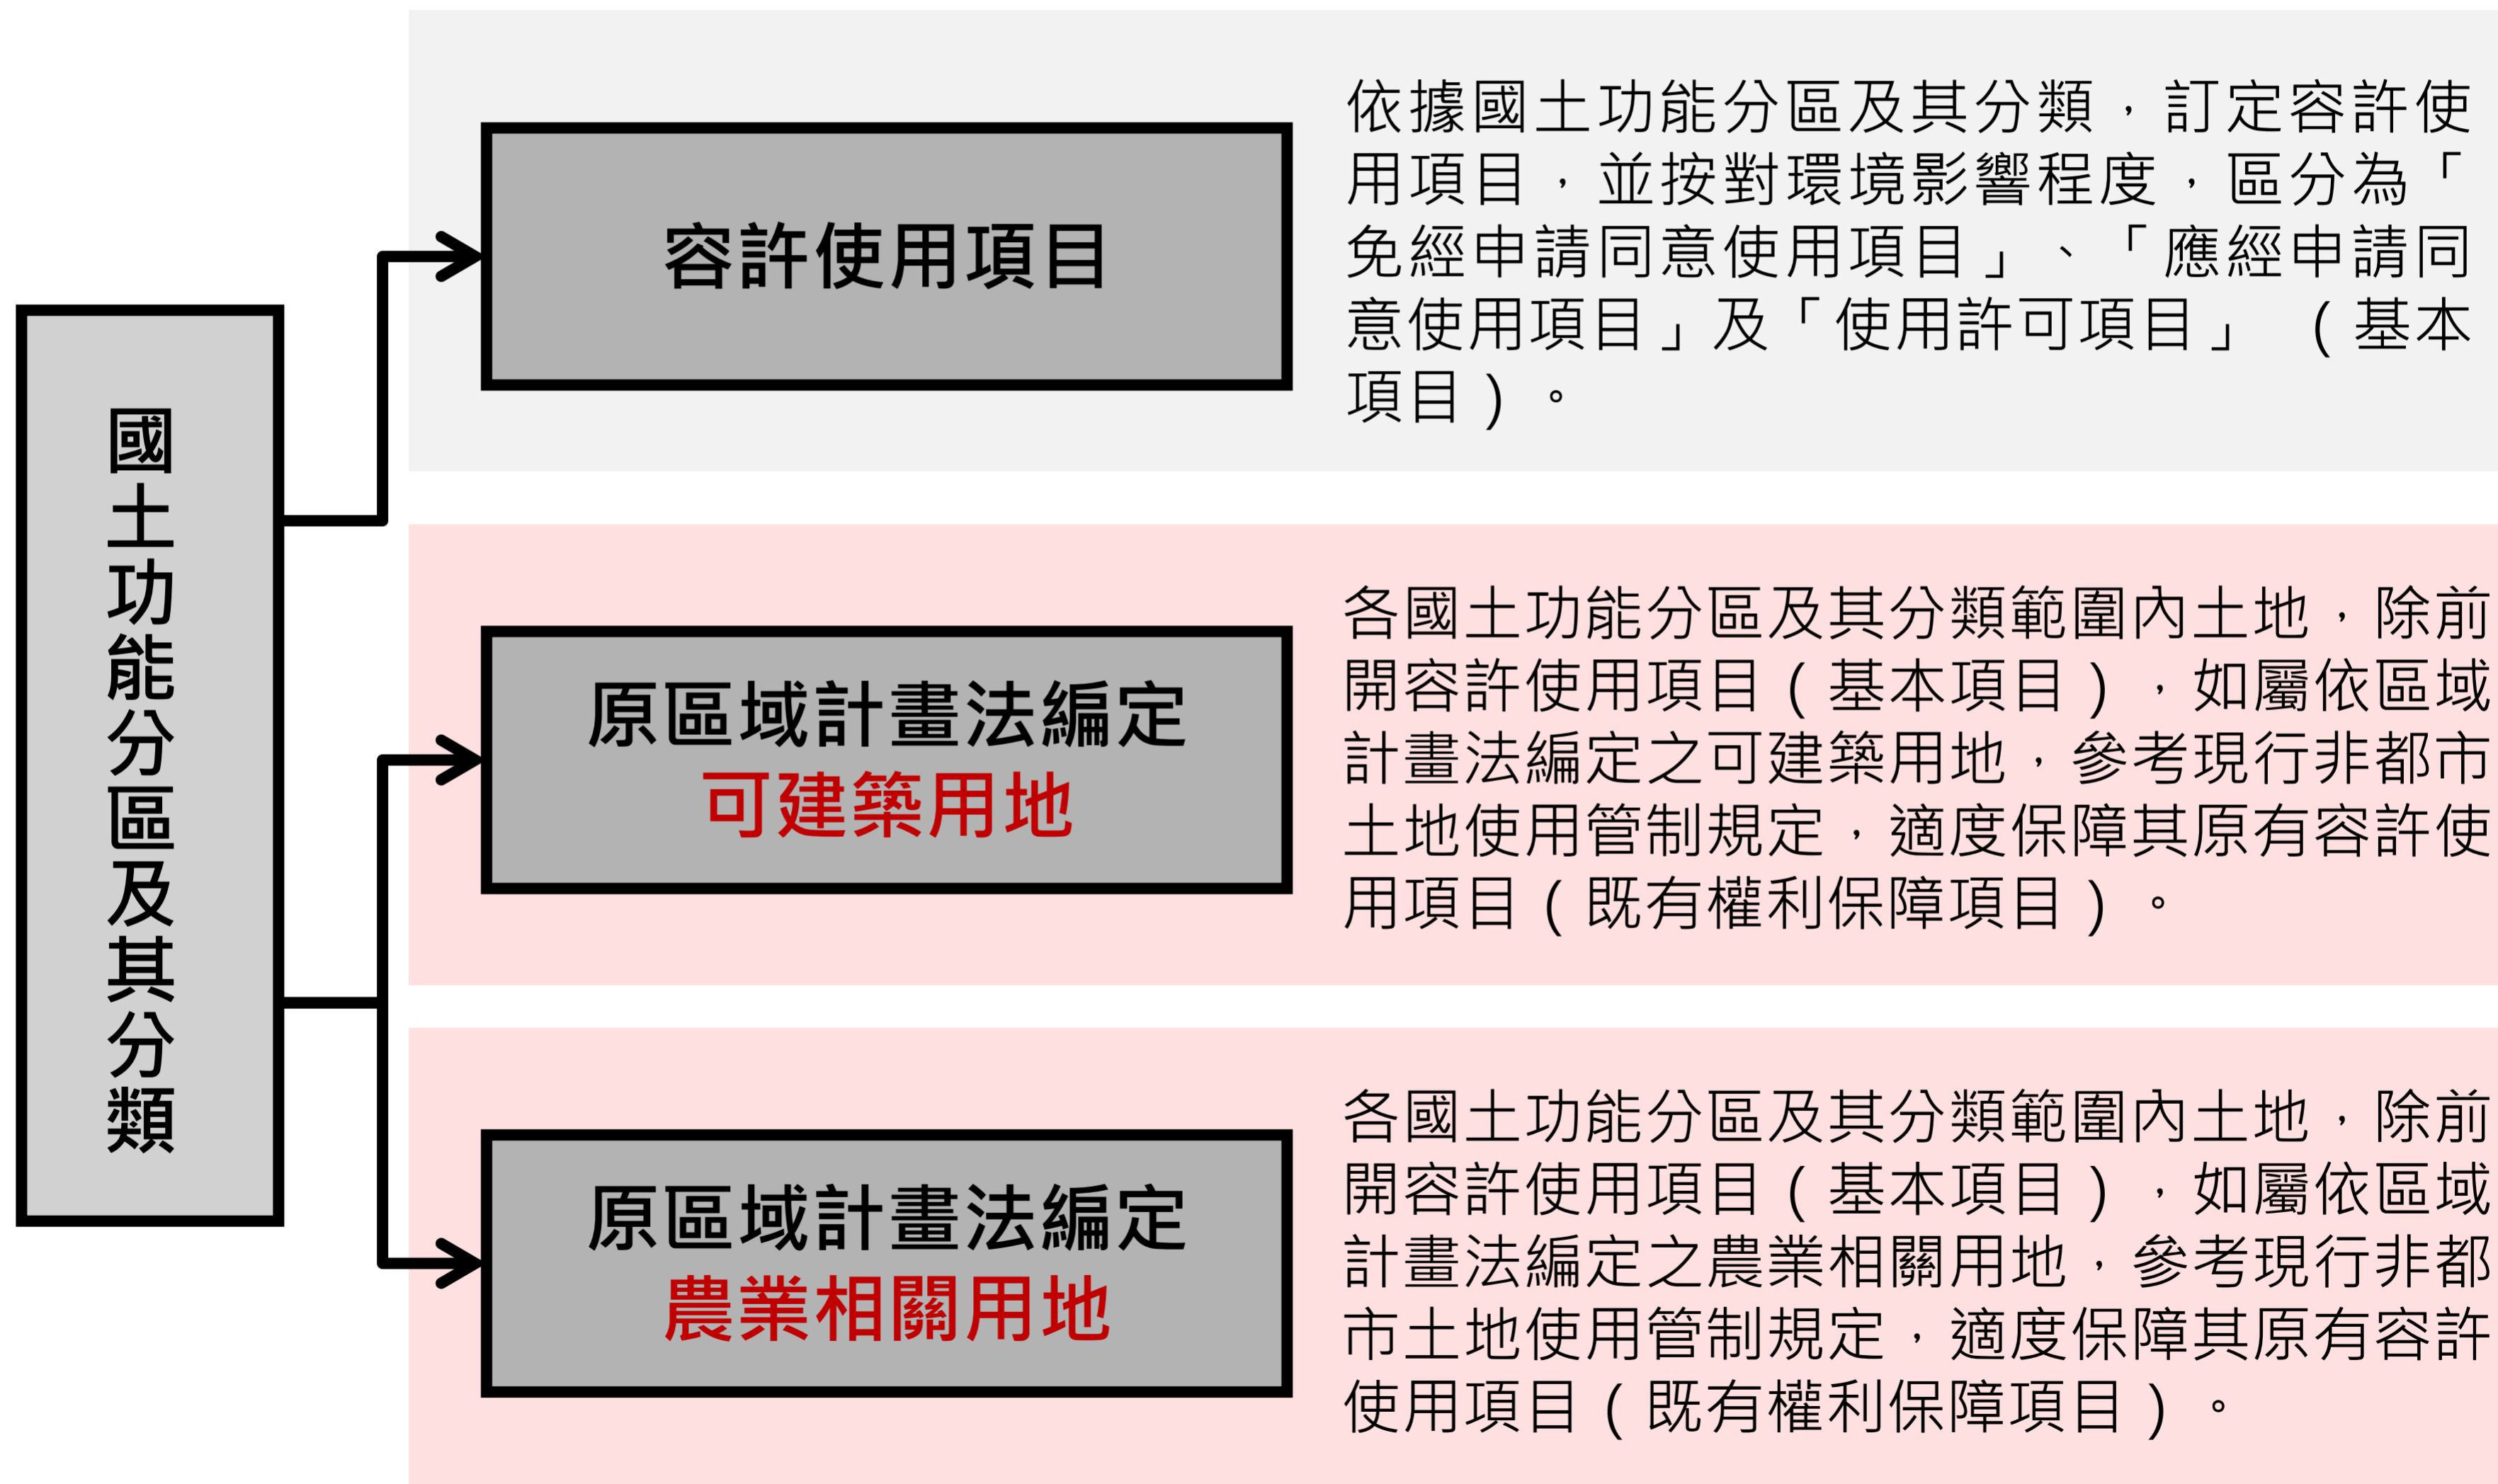 國土功能分區及其分類
容許使用項目
依據國土功能分區及其分類，訂定容許使
用項目，並按對環境影響程度，區分為「
免經申請同意使用項目」、「應經申請同
意使用項目」及「使用許可項目」（基本
項目）。
原區域計畫法編定
可建築用地
各國土功能分區及其分類範圍內土地，除前
開容許使用項目（基本項目），如屬依區域
計畫法編定之可建築用地，參考現行非都市
土地使用管制規定，適度保障其原有容許使
用項目（既有權利保障項目）。
原區域計畫法編定
農業相關用地
各國土功能分區及其分類範圍內土地，除前
開容許使用項目（基本項目），如屬依區域
計畫法編定之農業相關用地，參考現行非都
市土地使用管制規定，適度保障其原有容許
使用項目（既有權利保障項目）。